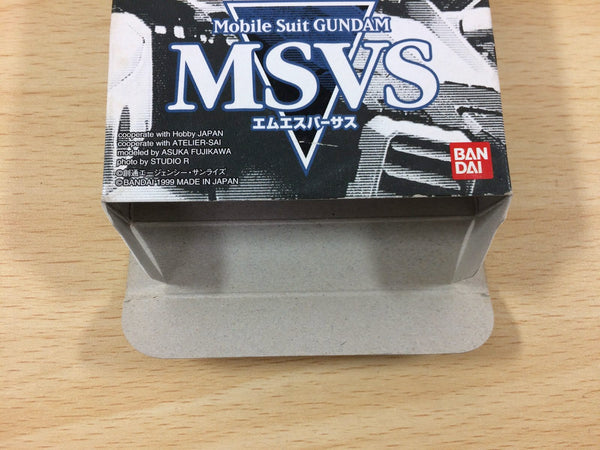 Mobile Suit GUNDAM
MSVS
エムエスバーサス
cooperate with Hobby JAPAN
cooperate with ATELIER-SAI
modeled by ASUKA FUJIKAWA
photo by STUDIO R
©創通エージェンシー・サンライズ
©BANDAI 1999 MADE IN JAPAN
BAN
DAI